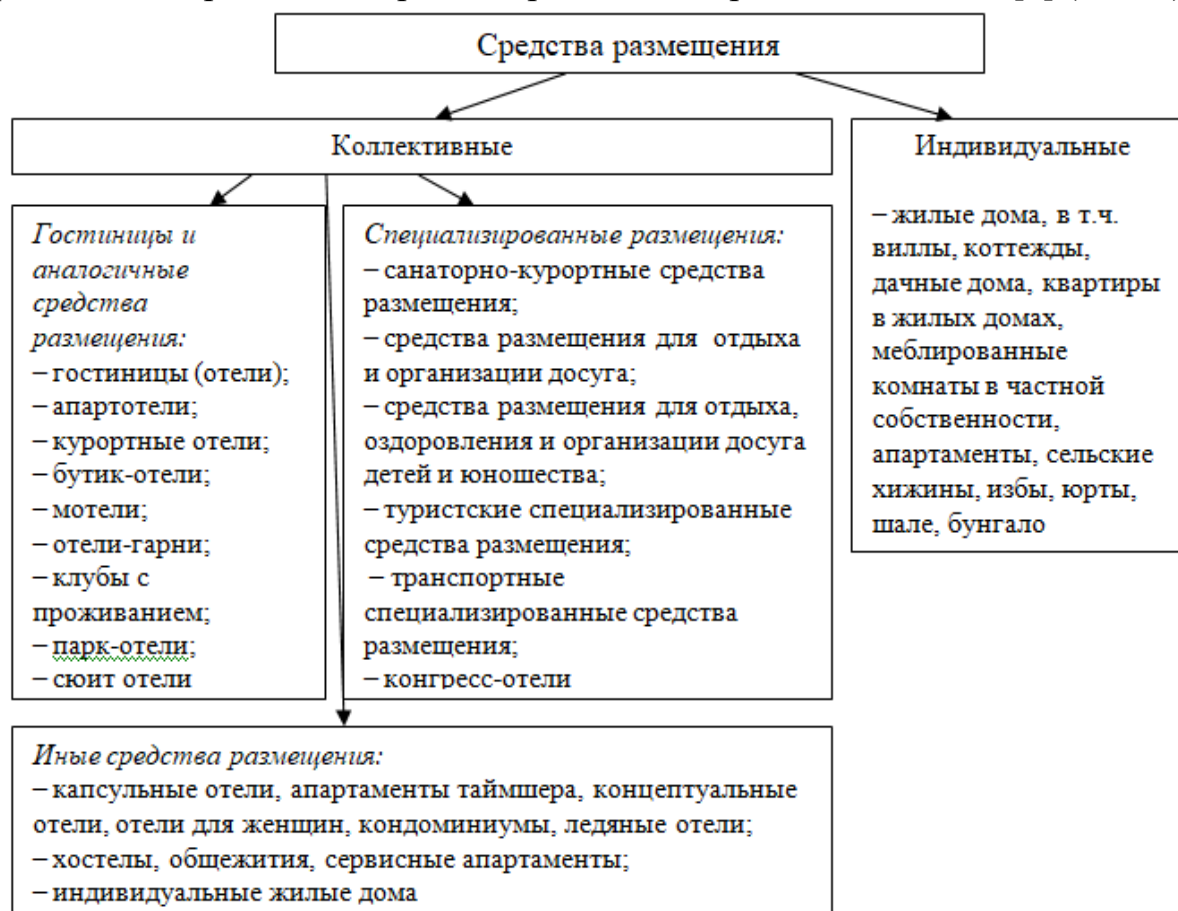 Средства размещения
Коллективные
Индивидуальные
– жилые дома, в т.ч.
виллы, коттежды,
дачные дома, квартиры
в жилых домах,
меблированные
комнаты в частной
собственности,
апартаменты, сельские
хижины, избы, юрты,
шале, бунгало
Гостиницы и
аналогичные
средства
размещения:
– гостиницы (отели);
– апартотели;
– курортные отели;
– бутик-отели;
– мотели;
– отели-гарни;
– клубы с
проживанием;
– парк-отели;
– сюит отели
Специализированные размещения:
– санаторно-курортные средства
размещения;
– средства размещения для отдыха
и организации досуга;
– средства размещения для отдыха,
оздоровления и организации досуга
детей и юношества;
– туристские специализированные
средства размещения;
– транспортные
специализированные средства
размещения;
– конгресс-отели
Иные средства размещения:
– капсульные отели, апартаменты таймшера, концептуальные
отели, отели для женщин, кондоминиумы, ледяные отели;
– хостелы, общежития, сервисные апартаменты;
– индивидуальные жилые дома